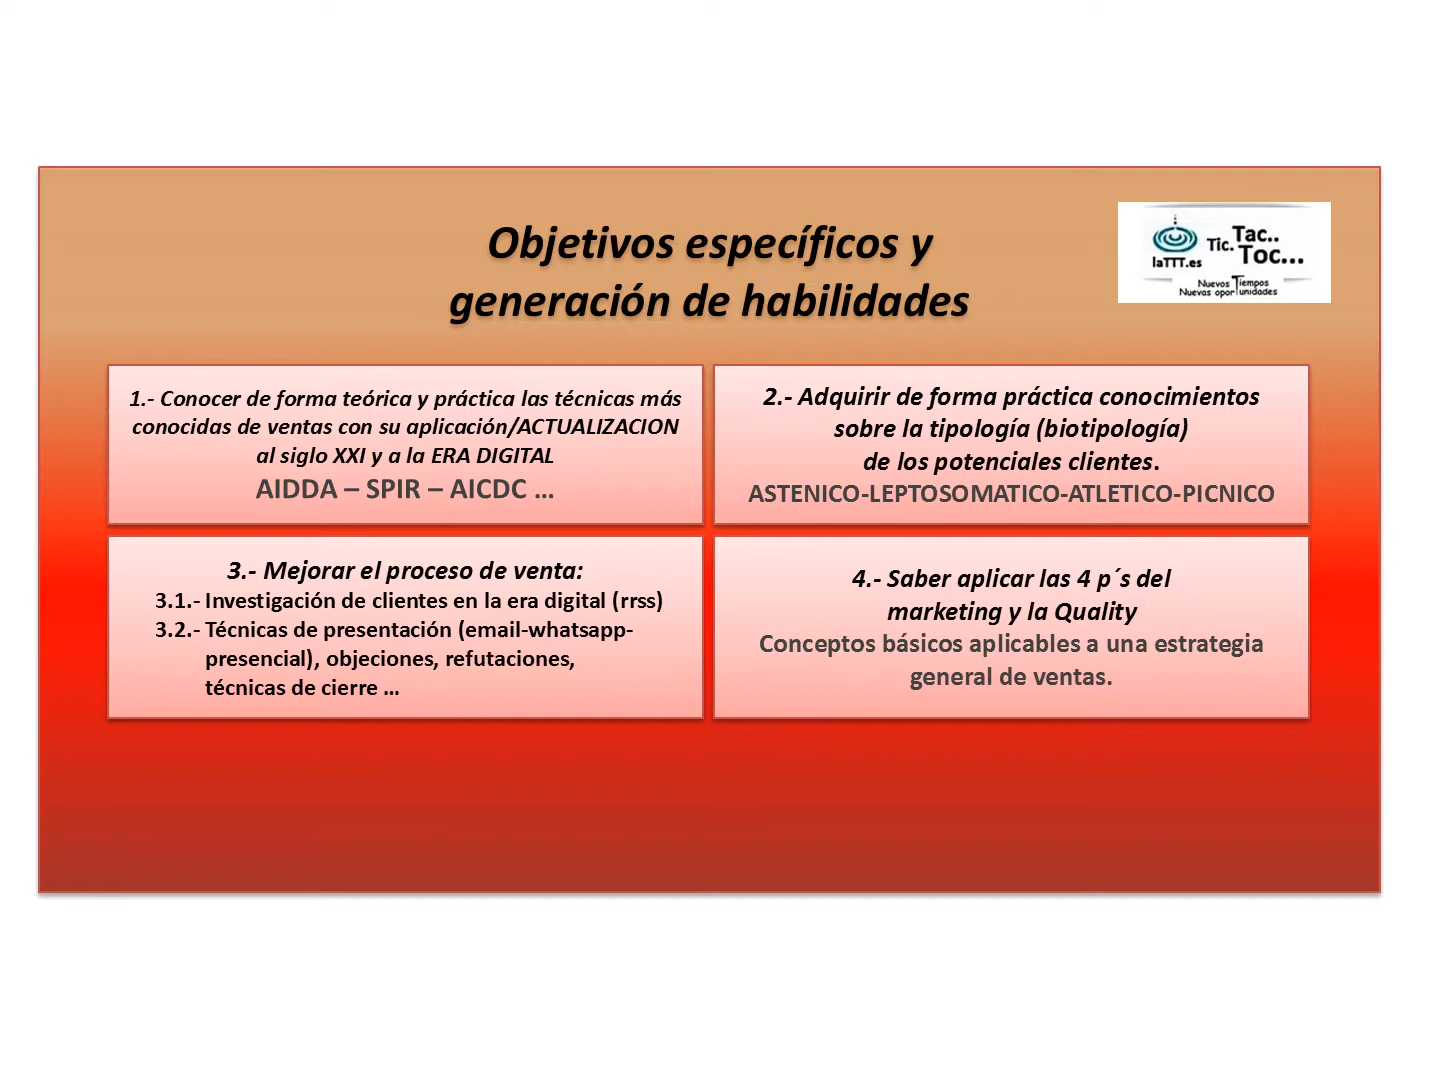 Objetivos específicos y
generación de habilidades
laTTT.es
Tic. Tac..
Toc...
Nuevos Tiempos
Nuevas oportunidades
1.- Conocer de forma teórica y práctica las técnicas más
conocidas de ventas con su aplicación/ACTUALIZACION
al siglo XXI y a la ERA DIGITAL
AIDDA – SPIR – AICDC ...
2.- Adquirir de forma práctica conocimientos
sobre la tipología (biotipología)
de los potenciales clientes.
ASTENICO-LEPTOSOMATICO-ATLETICO-PICNICO
3.- Mejorar el proceso de venta:
3.1.- Investigación de clientes en la era digital (rrss)
3.2.- Técnicas de presentación (email-whatsapp-
presencial), objeciones, refutaciones,
técnicas de cierre ...
4.- Saber aplicar las 4 p´s del
marketing y la Quality
Conceptos básicos aplicables a una estrategia
general de ventas.